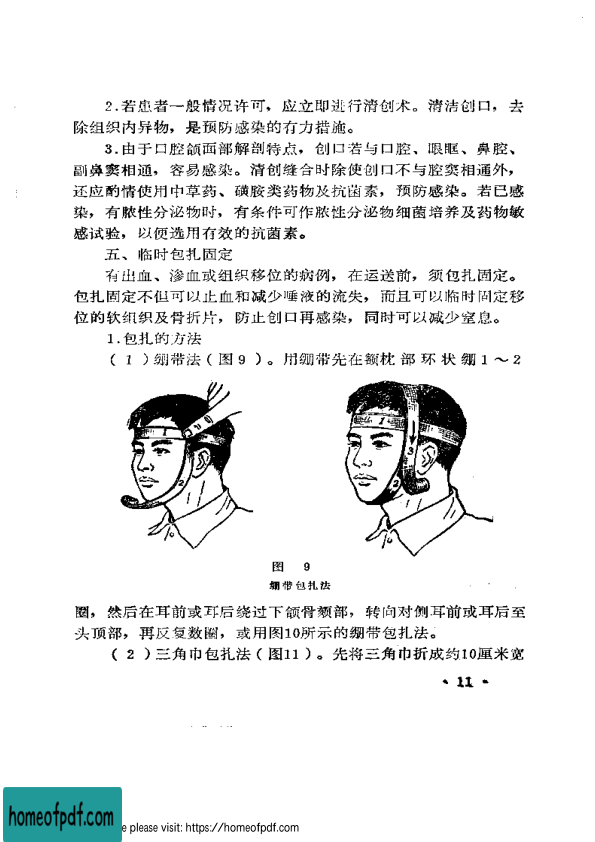 2.若患者一般情况许可，应立即进行清创术。清洁创口，去
除组织内异物，是预防感染的有力措施。
3.由于口腔颌面部解剖特点，创口若与口腔、眼眶、鼻腔、
副鼻窦相通，容易感染。清创缝合时除使创口不与腔窦相通外，
还应酌情使用中草药、磺胺类药物及抗菌素，预防感染。若已感
染，有脓性分泌物时，有条件可作脓性分泌物细菌培养及药物敏
感试验，以便选用有效的抗菌素。
五、临时包扎固定
有出血、渗血或组织移位的病例，在运送前，须包扎固定。
包扎固定不但可以止血和减少唾液的流失，而且可以临时固定移
位的软组织及骨折片，防止创口再感染，同时可以减少窒息。
1.包扎的方法
（1）绷带法（图9）。用绷带先在额枕部环状绷1～2
1
2
1
2
3
图 9
绷带包扎法
圈，然后在耳前或耳后绕过下颌骨颏部，转向对侧耳前或耳后至
头顶部，再反复数圈，或用图10所示的绷带包扎法。
（2）三角巾包扎法（图11）。先将三角巾折成约10厘米宽
·11·
homeofpdf.com
e please visit: https://homeofpdf.com